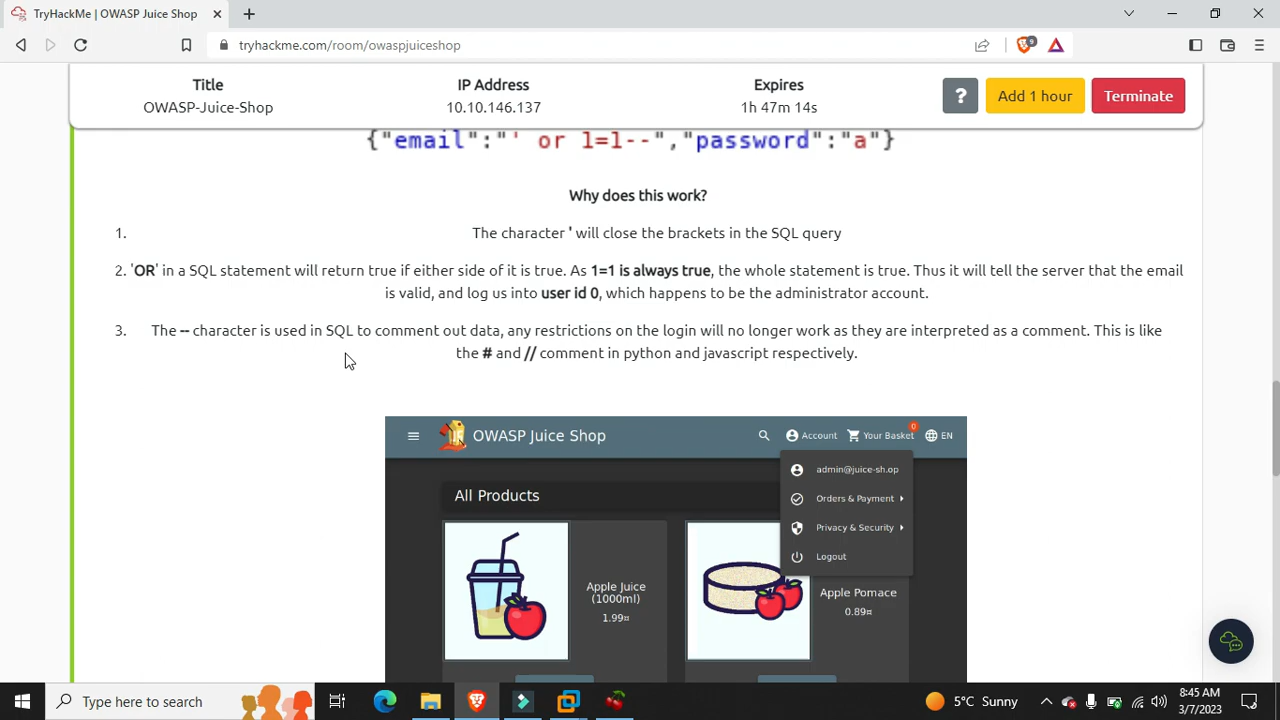 TryHackMe | OWASP Juice Shop
tryhackme.com/room/owaspjuiceshop
9
Title
OWASP-Juice-Shop
IP Address
10.10.146.137
Expires
1h 47m 14s
?
Add 1 hour
Terminate
{"email":"' or 1=1--","password":"a"}
Why does this work?
1. The character ' will close the brackets in the SQL query
2. 'OR' in a SQL statement will return true if either side of it is true. As 1=1 is always true, the whole statement is true. Thus it will tell the server that the email
is valid, and log us into user id 0, which happens to be the administrator account.
3. The -- character is used in SQL to comment out data, any restrictions on the login will no longer work as they are interpreted as a comment. This is like
the # and // comment in python and javascript respectively.
OWASP Juice Shop
Account
Your Basket
0
EN
admin@juice-sh.op
Orders & Payment
Privacy & Security
Logout
All Products
Apple Juice
(1000ml)
1.99¤
Apple Pomace
0.89¤
Type here to search
5°C Sunny
8:45 AM
3/7/2023